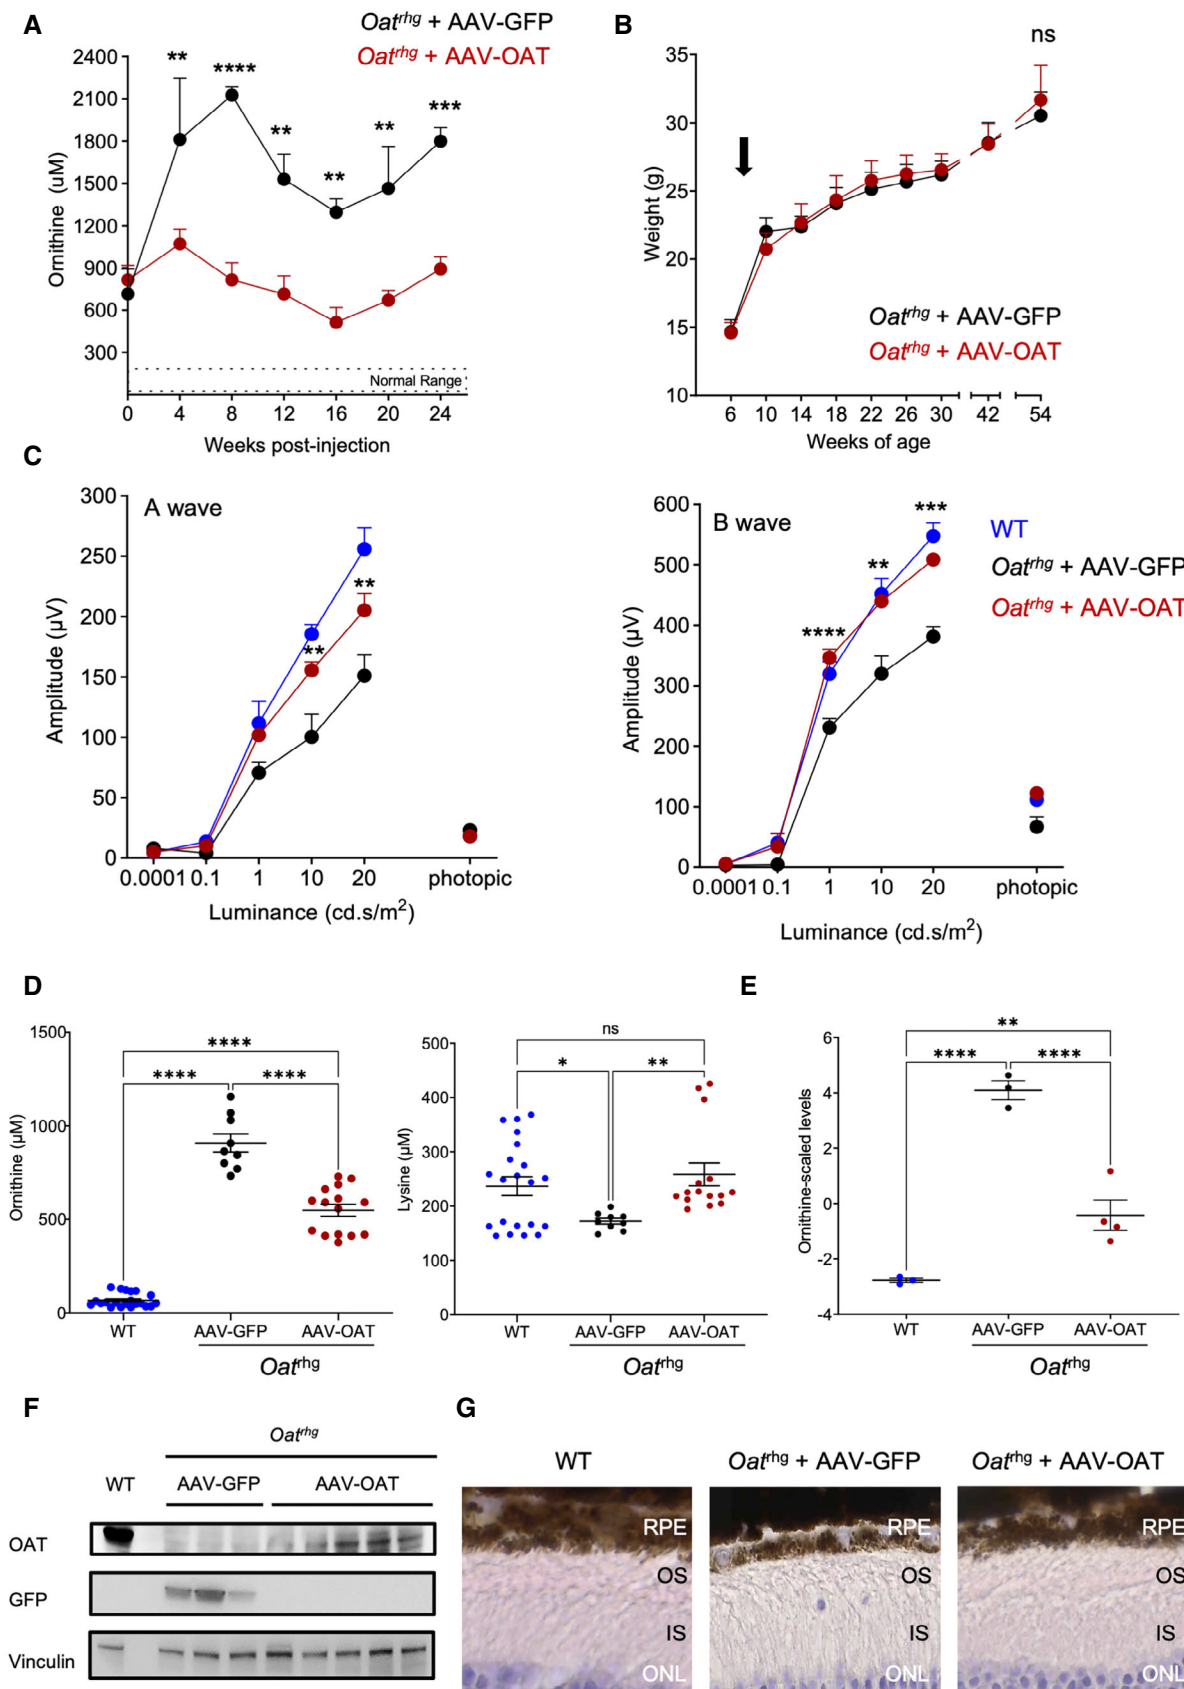 A
Oatrhg + AAV-GFP
Oatrhg + AAV-OAT
2400
2100
1800
1500
1200
900
600
300
Ornithine (µM)
**
****
**
**
**
***
Normal Range
0 4 8 12 16 20 24
Weeks post-injection
B
ns
35
30
25
20
15
10
Weight (g)
Oatrhg + AAV-GFP
Oatrhg + AAV-OAT
6 10 14 18 22 26 30 42 54
Weeks of age
C
A wave
300
250
200
150
100
50
0
Amplitude (µV)
**
**
0.0001 0.1 1 10 20 photopic
Luminance (cd.s/m2)
B wave
600
500
400
300
200
100
0
Amplitude (µV)
****
**
***
0.0001 0.1 1 10 20 photopic
Luminance (cd.s/m2)
WT
Oatrhg + AAV-GFP
Oatrhg + AAV-OAT
D
1500
1000
500
0
Ornithine (µM)
****
**** ****
WT AAV-GFP AAV-OAT
Oatrhg
500
400
300
200
100
0
Lysine (µM)
ns
* **
WT AAV-GFP AAV-OAT
Oatrhg
E
6
4
2
0
-2
-4
Ornithine-scaled levels
**
**** ****
WT AAV-GFP AAV-OAT
Oatrhg
F
Oatrhg
WT AAV-GFP AAV-OAT
OAT
GFP
Vinculin
G
WT
Oatrhg + AAV-GFP
Oatrhg + AAV-OAT
RPE
OS
IS
ONL
RPE
OS
IS
ONL
RPE
OS
IS
ONL